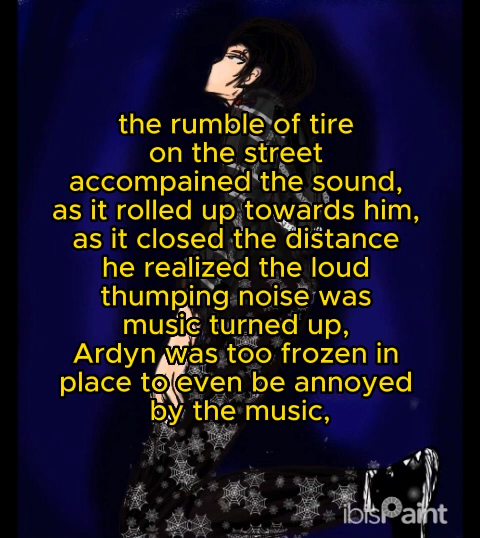 the rumble of tire
on the street
accompained the sound,
as it rolled up towards him,
as it closed the distance
he realized the loud
thumping noise was
music turned up,
Ardyn was too frozen in
place to even be annoyed
by the music,
ibisPaint